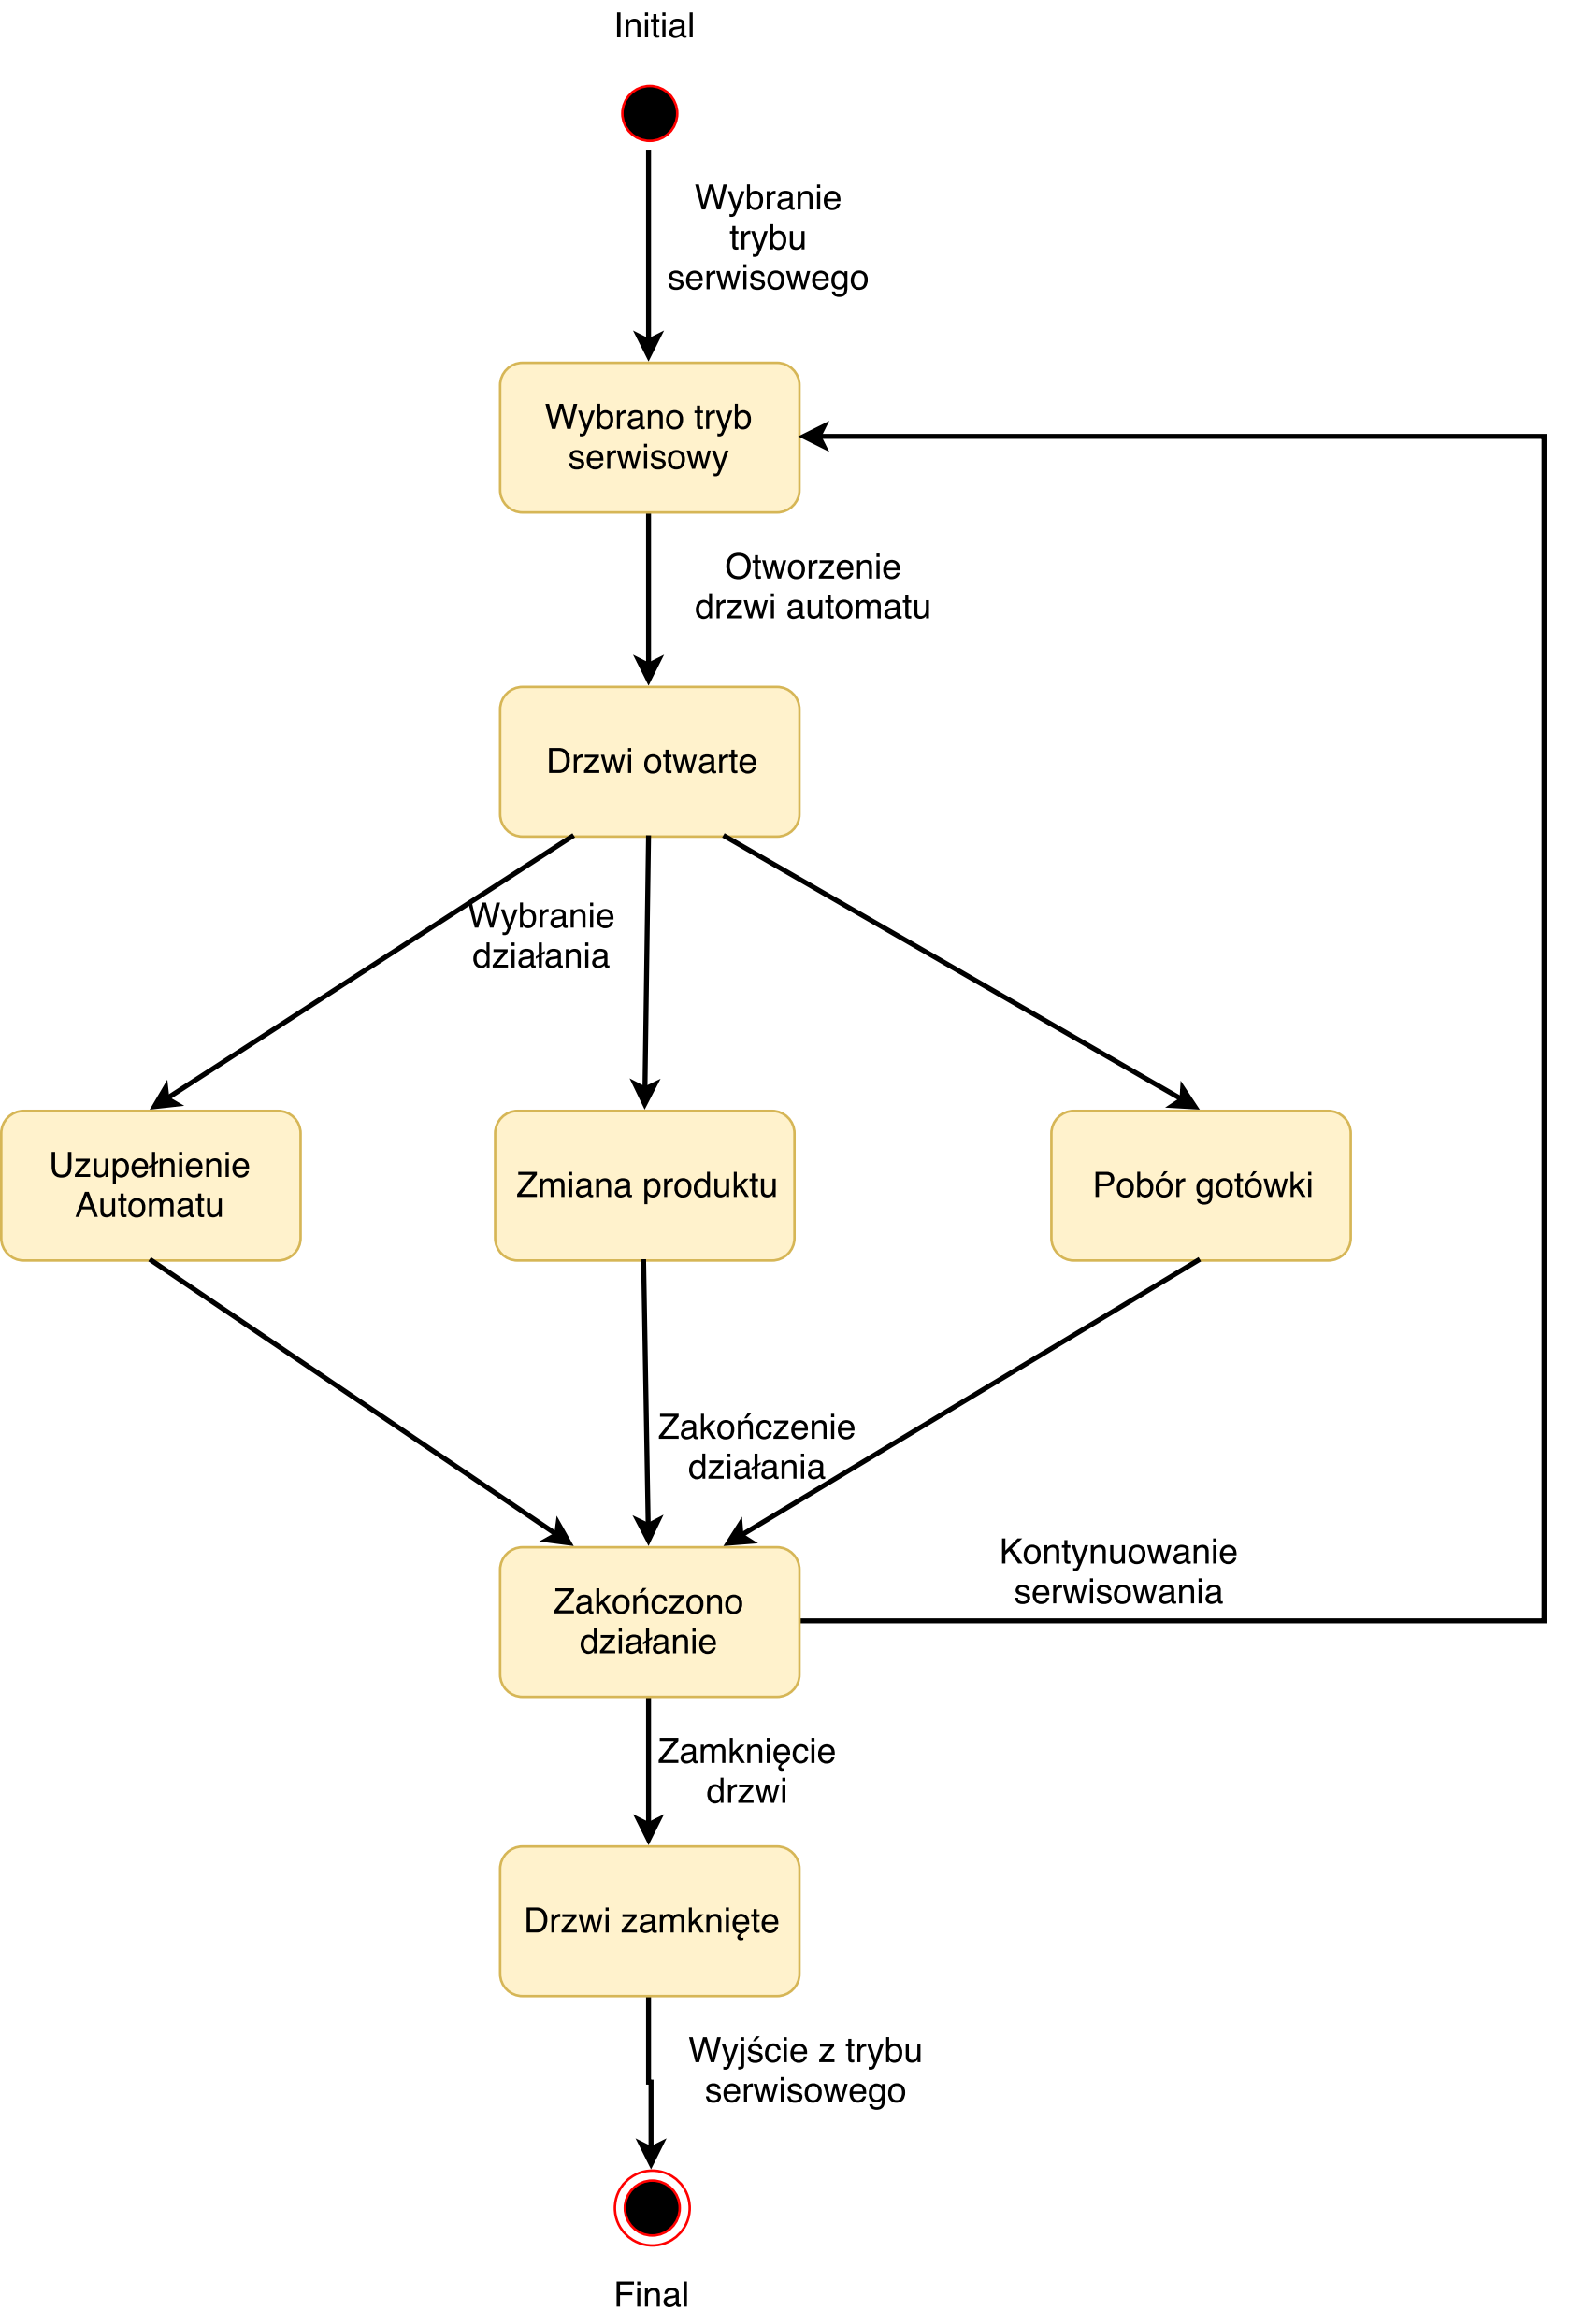 Initial
Wybranie
trybu
serwisowego
Wybrano tryb
serwisowy
Otworzenie
drzwi automatu
Drzwi otwarte
Wybranie
działania
Uzupełnienie
Automatu
Zmiana produktu
Pobór gotówki
Zakończenie
działania
Kontynuowanie
serwisowania
Zakończono
działanie
Zamknięcie
drzwi
Drzwi zamknięte
Wyjście z trybu
serwisowego
Final